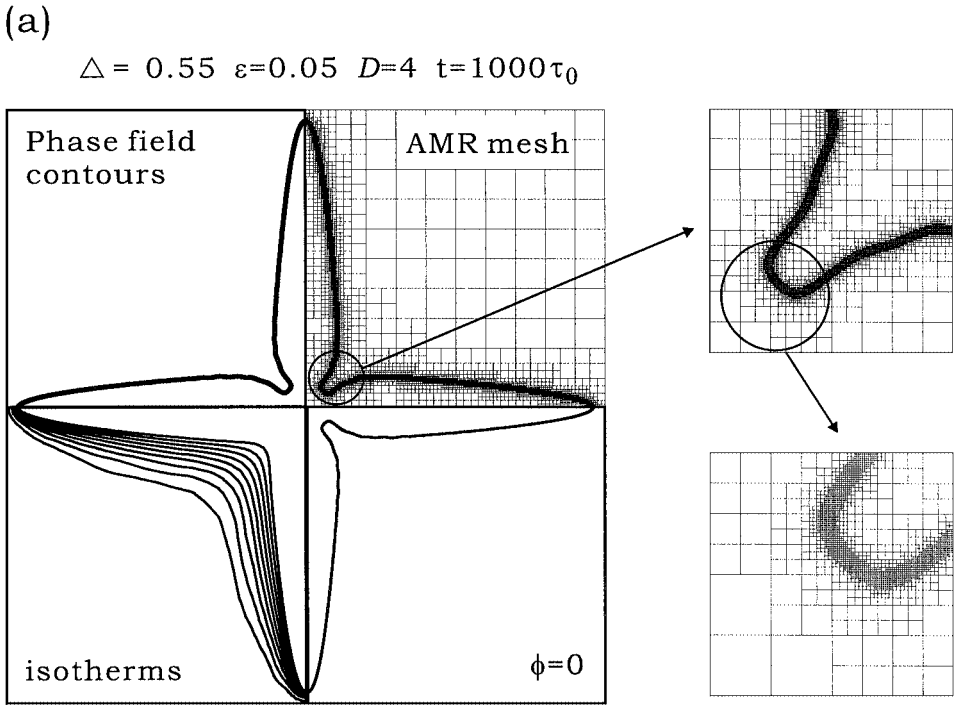 (a)
△ = 0.55 ε=0.05 D=4 t=1000τ₀
Phase field
contours
AMR mesh
isotherms
ϕ=0